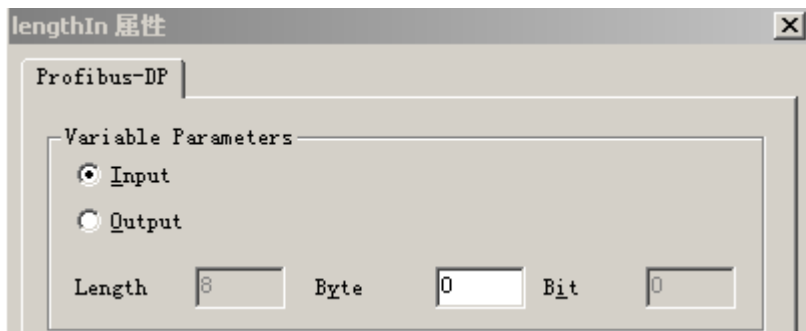 lengthIn 属性
Profibus-DP
Variable Parameters
Input
Output
Length 8 Byte 0 Bit 0